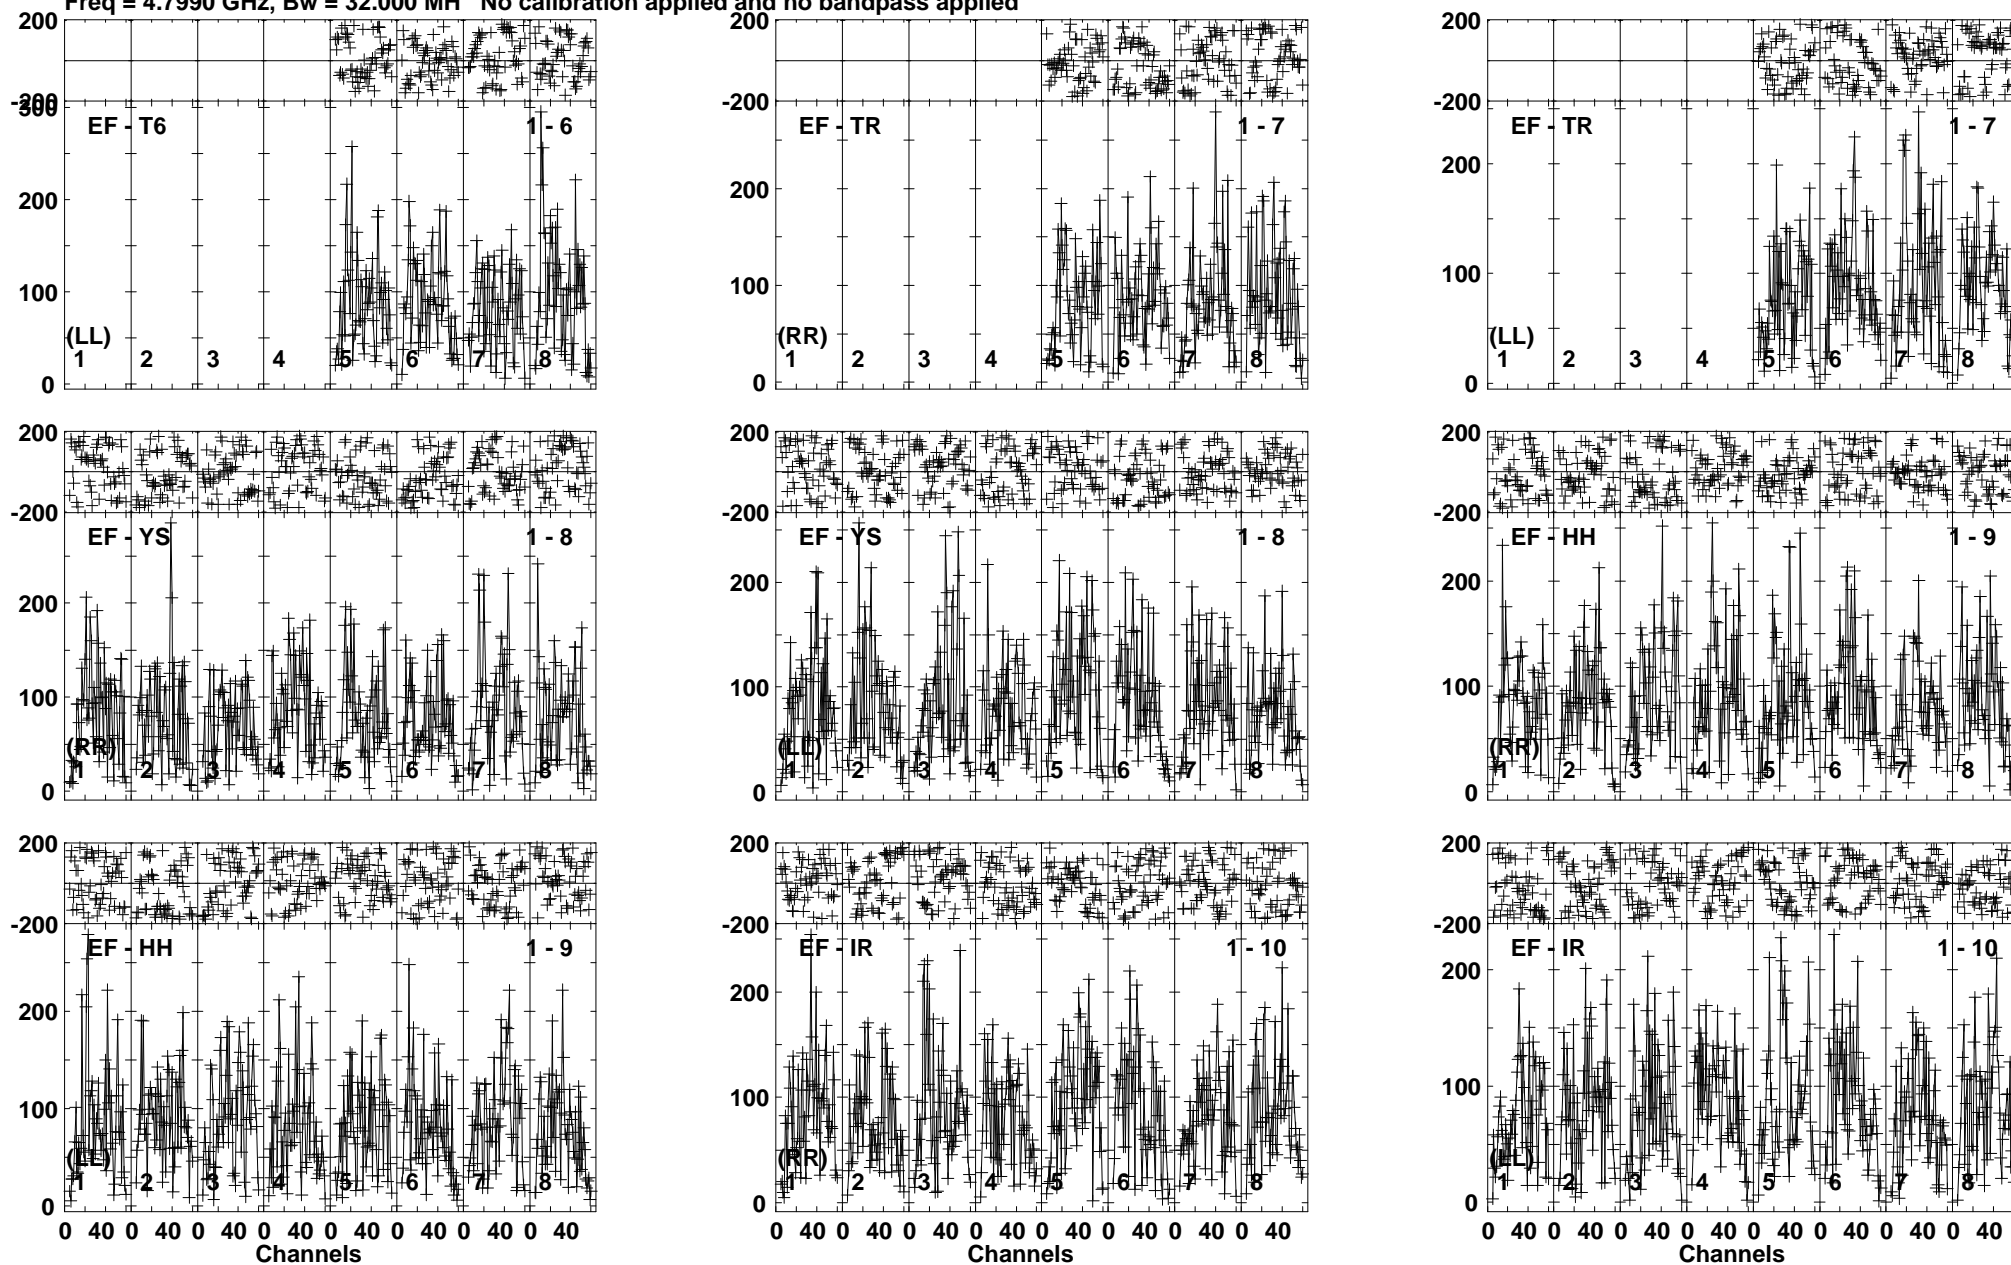 Freq = 4.7990 GHz, Bw = 32.000 MH No calibration applied and no bandpass applied
200 200 200
-200 -200 -200
300
EF - T6 1 - 6 EF - TR 1 - 7 EF - TR 1 - 7
200 200 200
100 100 100
(LL) (RR) (LL)
1 2 3 4 5 6 7 8 1 2 3 4 5 6 7 8 1 2 3 4 5 6 7 8
0 0 0
200 200 200
-200 -200 -200
EF - YS 1 - 8 EF - YS 1 - 8 EF - HH 1 - 9
200 200 200
100 100 100
(RR) (LL) (RR)
1 2 3 4 5 6 7 8 1 2 3 4 5 6 7 8 1 2 3 4 5 6 7 8
0 0 0
200 200 200
-200 -200 -200
EF - HH 1 - 9 EF - IR 1 - 10 EF - IR 1 - 10
200 200 200
100 100 100
(LL) (RR) (LL)
1 2 3 4 5 6 7 8 1 2 3 4 5 6 7 8 1 2 3 4 5 6 7 8
0 0 0
0 40 0 40 0 40 0 40 0 40 0 40 0 40 0 40 0 40 0 40 0 40 0 40 0 40 0 40 0 40 0 40 0 40 0 40 0 40 0 40 0 40 0 40 0 40 0 40
Channels Channels Channels